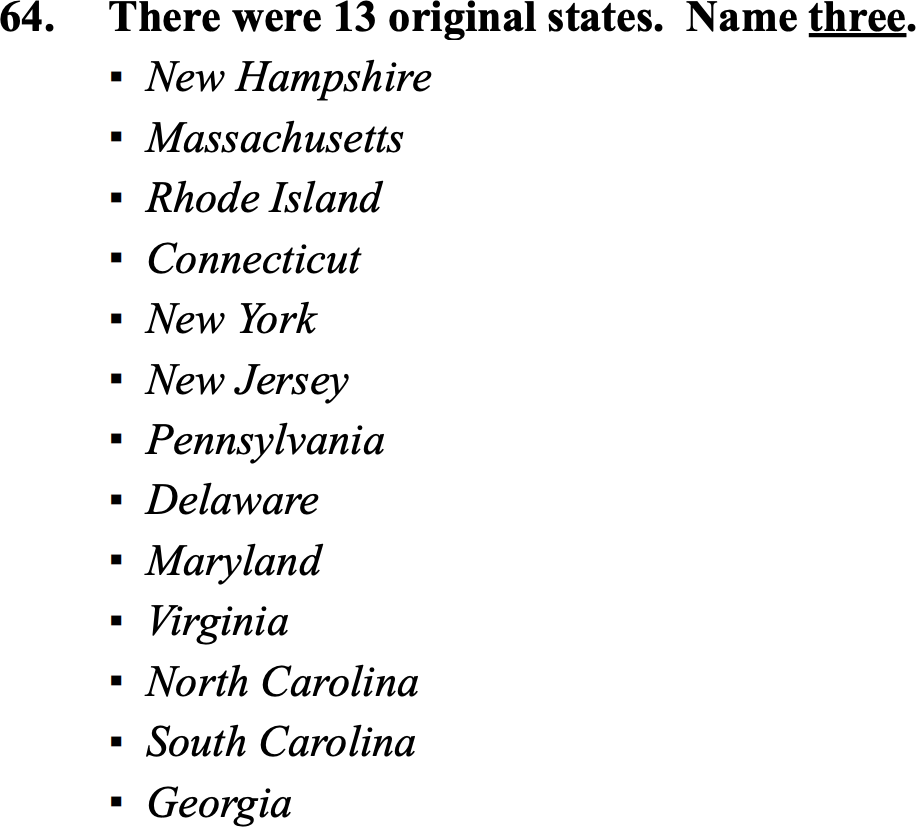 64. There were 13 original states. Name three.
▪ New Hampshire
▪ Massachusetts
▪ Rhode Island
▪ Connecticut
▪ New York
▪ New Jersey
▪ Pennsylvania
▪ Delaware
▪ Maryland
▪ Virginia
▪ North Carolina
▪ South Carolina
▪ Georgia